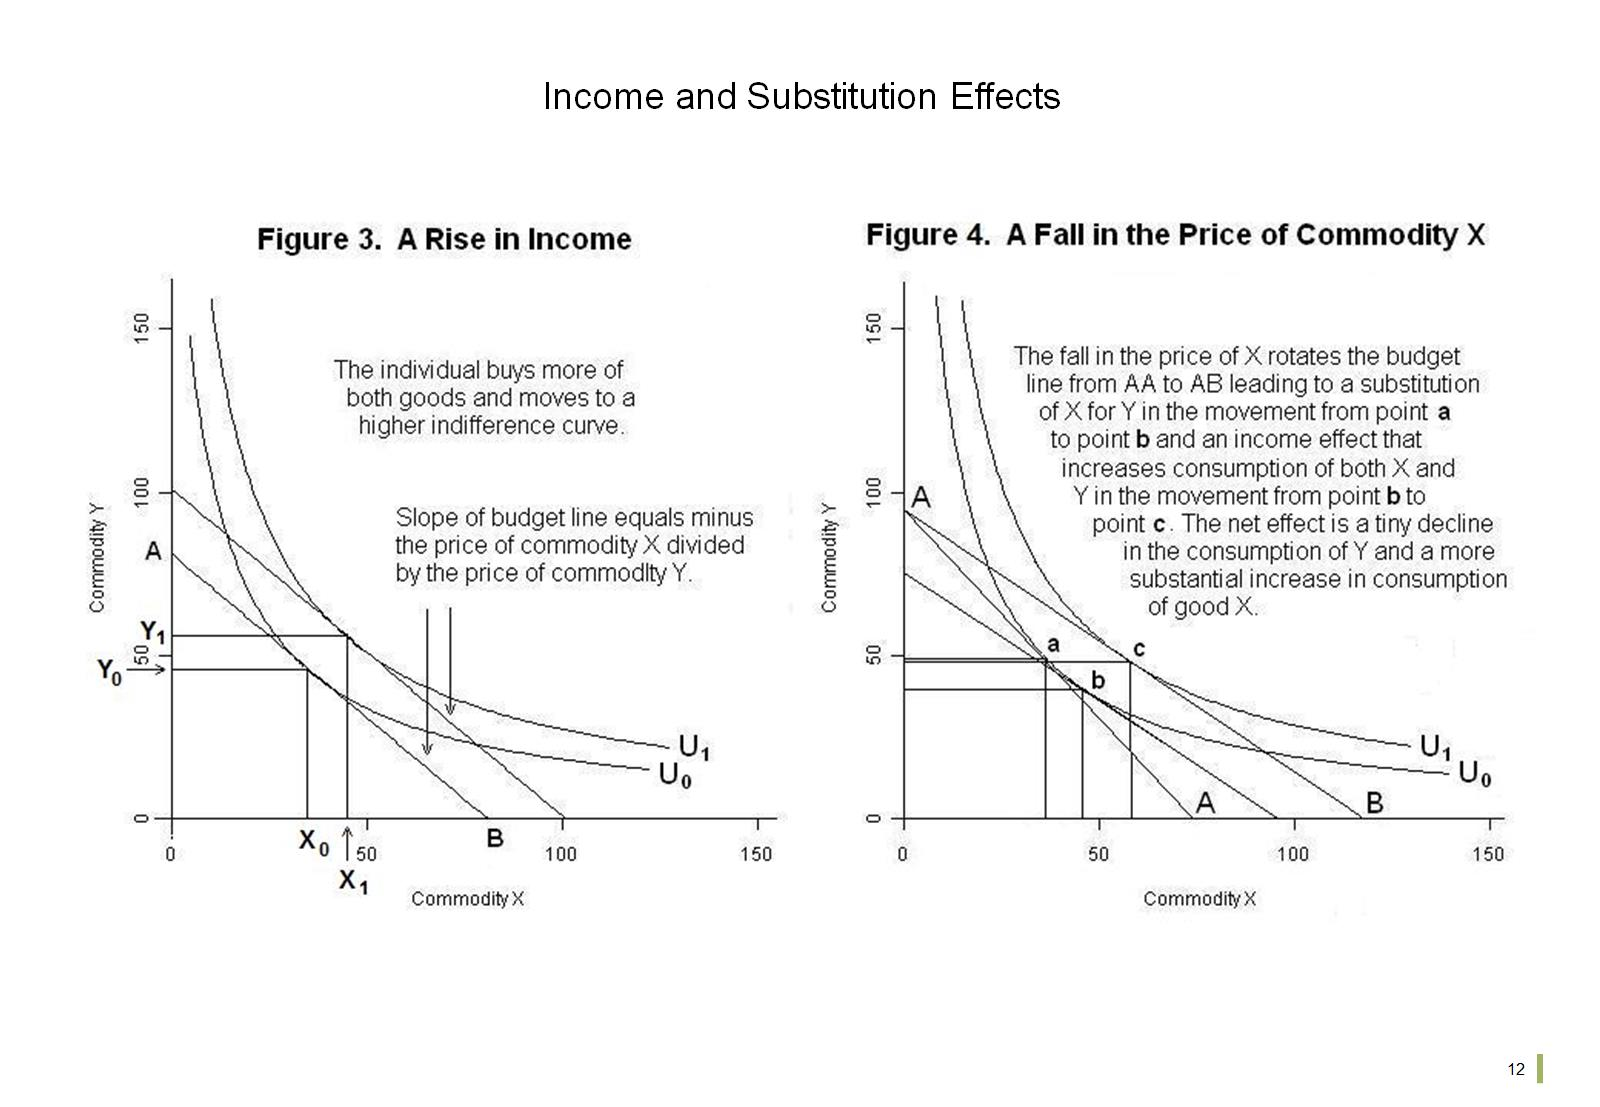 Income and Substitution Effects
Figure 3. A Rise in Income
150
100
50
0
Commodity Y
A
Y1
Y0
The individual buys more of
both goods and moves to a
higher indifference curve.
Slope of budget line equals minus
the price of commodity X divided
by the price of commodity Y.
U1
U0
X0
X1
B
0
50
100
150
Commodity X
Figure 4. A Fall in the Price of Commodity X
150
100
50
0
Commodity Y
A
The fall in the price of X rotates the budget
line from AA to AB leading to a substitution
of X for Y in the movement from point a
to point b and an income effect that
increases consumption of both X and
Y in the movement from point b to
point c. The net effect is a tiny decline
in the consumption of Y and a more
substantial increase in consumption
of good X.
a
c
b
U1
U0
A
B
0
50
100
150
Commodity X
12